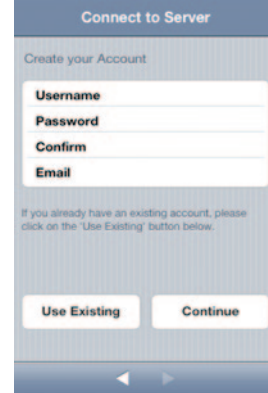 Connect to Server
Create your Account
Username
Password
Confirm
Email
If you already have an existing account, please
click on the 'Use Existing' button below.
Use Existing
Continue